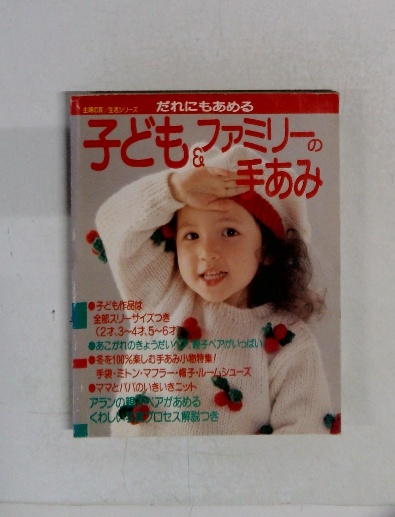 主婦の友/生活シリーズ
だれにもあめる
子ども&ファミリーの
手あみ
●子ども作品は
全部スリーサイズつき
(2才、3〜4才、5〜6才)
●あこがれのきょうだい 親子ペアがいっぱい
●冬を100%楽しむ手あみ小物特集!
手袋・ミトン・マフラー・帽子・ルームシューズ
●ママとパパのいきいきニット
アランの親子ペアがあめる
くわしい プロセス解説つき